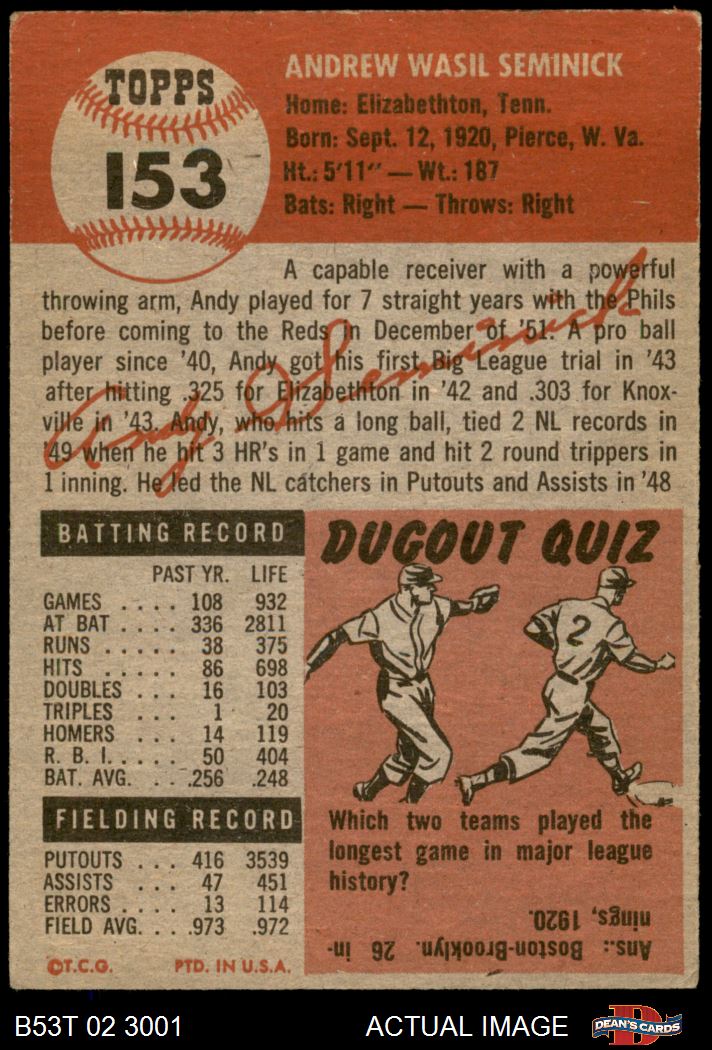 TOPPS
153
ANDREW WASIL SEMINICK
Home: Elizabethton, Tenn.
Born: Sept. 12, 1920, Pierce, W. Va.
Ht.: 5'11" — Wt.: 187
Bats: Right — Throws: Right
A capable receiver with a powerful
throwing arm, Andy played for 7 straight years with the Phils
before coming to the Reds in December of '51. A pro ball
player since '40, Andy got his first Big League trial in '43
after hitting .325 for Elizabethton in '42 and .303 for Knox-
ville in '43. Andy, who hits a long ball, tied 2 NL records in
'49 when he hit 3 HR's in 1 game and hit 2 round trippers in
1 inning. He led the NL catchers in Putouts and Assists in '48
Andy Seminick
BATTING RECORD
PAST YR. LIFE
GAMES .... 108 932
AT BAT .... 336 2811
RUNS ..... 38 375
HITS ..... 86 698
DOUBLES ... 16 103
TRIPLES ... 1 20
HOMERS ... 14 119
R. B. I. .... 50 404
BAT. AVG. ... .256 .248
FIELDING RECORD
PUTOUTS ... 416 3539
ASSISTS ... 47 451
ERRORS .... 13 114
FIELD AVG. ... .973 .972
©T.C.G. PTD. IN U.S.A.
DUGOUT QUIZ
2
Which two teams played the
longest game in major league
history?
Ans.: Boston-Brooklyn. 26 in-
nings, 1920.
B53T 02 3001
ACTUAL IMAGE
D
DEAN'S CARDS